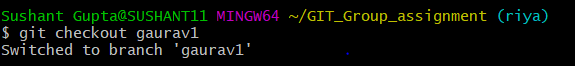 Sushant Gupta@SUSHANT11 MINGW64 ~/GIT_Group_assignment (riya)
$ git checkout gaurav1
Switched to branch 'gaurav1'